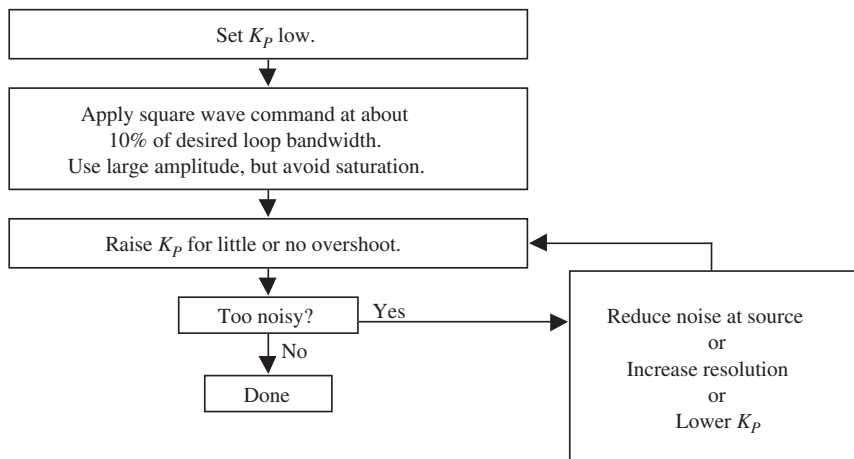 Set K_P low.
Apply square wave command at about
10% of desired loop bandwidth.
Use large amplitude, but avoid saturation.
Raise K_P for little or no overshoot.
Too noisy?
Yes
No
Done
Reduce noise at source
or
Increase resolution
or
Lower K_P